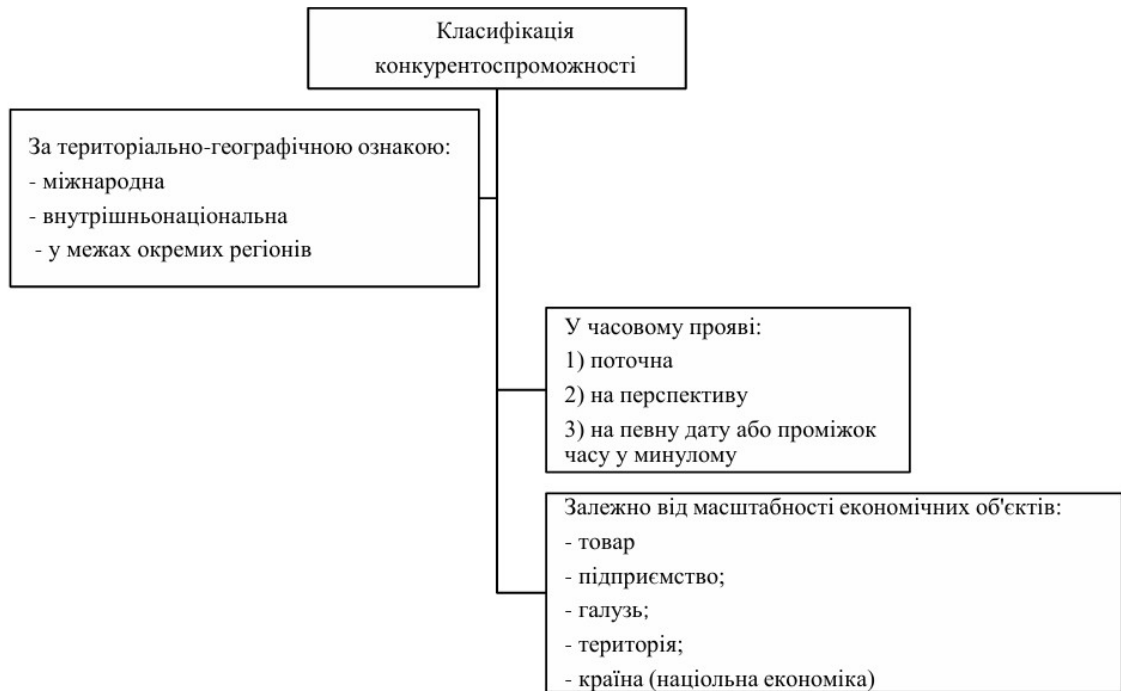 Класифікація
конкурентоспроможності
За територіально-географічною ознакою:
- міжнародна
- внутрішньонаціональна
- у межах окремих регіонів
У часовому прояві:
1) поточна
2) на перспективу
3) на певну дату або проміжок
часу у минулому
Залежно від масштабності економічних об'єктів:
- товар
- підприємство;
- галузь;
- територія;
- країна (націольна економіка)